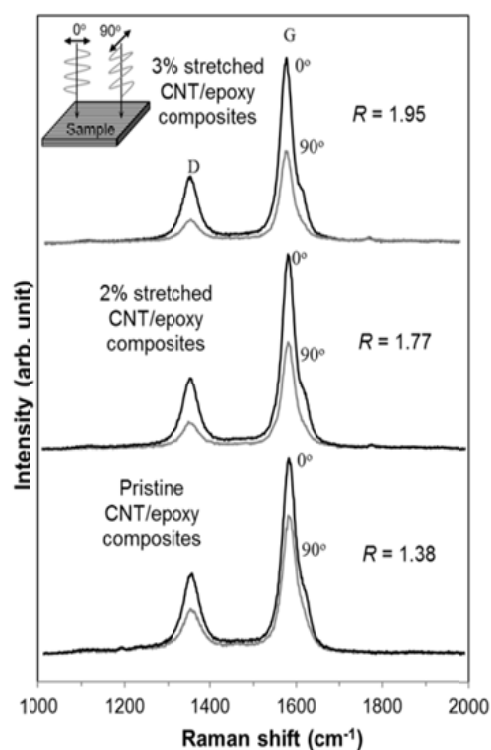 0° 90°
Sample
3% stretched
CNT/epoxy
composites
G
0°
90°
D
R = 1.95
2% stretched
CNT/epoxy
composites
0°
90°
R = 1.77
Pristine
CNT/epoxy
composites
0°
90°
R = 1.38
Intensity (arb. unit)
1000 1200 1400 1600 1800 2000
Raman shift (cm⁻¹)